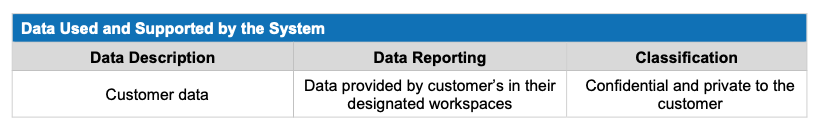 Data Used and Supported by the System
Data Description
Data Reporting
Classification
Customer data
Data provided by customer's in their
designated workspaces
Confidential and private to the
customer